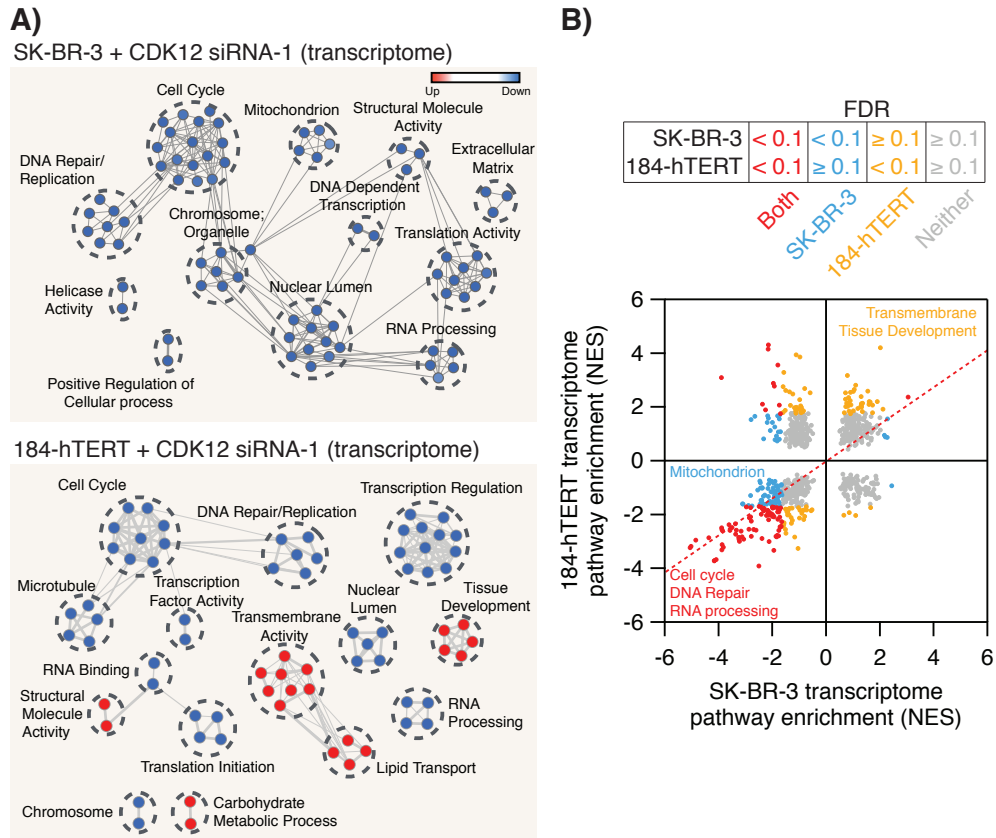 A)
SK-BR-3 + CDK12 siRNA-1 (transcriptome)
Up
Down
Cell Cycle
Mitochondrion
Structural Molecule
Activity
DNA Repair/
Replication
Extracellular
Matrix
DNA Dependent
Transcription
Chromosome;
Organelle
Translation Activity
Helicase
Activity
Nuclear Lumen
RNA Processing
Positive Regulation of
Cellular process
184-hTERT + CDK12 siRNA-1 (transcriptome)
Cell Cycle
DNA Repair/Replication
Transcription Regulation
Microtubule
Transcription
Factor Activity
Transmembrane
Activity
Nuclear
Lumen
Tissue
Development
RNA Binding
Structural
Molecule
Activity
RNA
Processing
Translation Initiation
Lipid Transport
Chromosome
Carbohydrate
Metabolic Process
B)
FDR
SK-BR-3 < 0.1 < 0.1 ≥ 0.1 ≥ 0.1
184-hTERT < 0.1 ≥ 0.1 < 0.1 ≥ 0.1
Both
SK-BR-3
184-hTERT
Neither
184-hTERT transcriptome
pathway enrichment (NES)
6
4
2
0
-2
-4
-6
Transmembrane
Tissue Development
Mitochondrion
Cell cycle
DNA Repair
RNA processing
-6 -4 -2 0 2 4 6
SK-BR-3 transcriptome
pathway enrichment (NES)